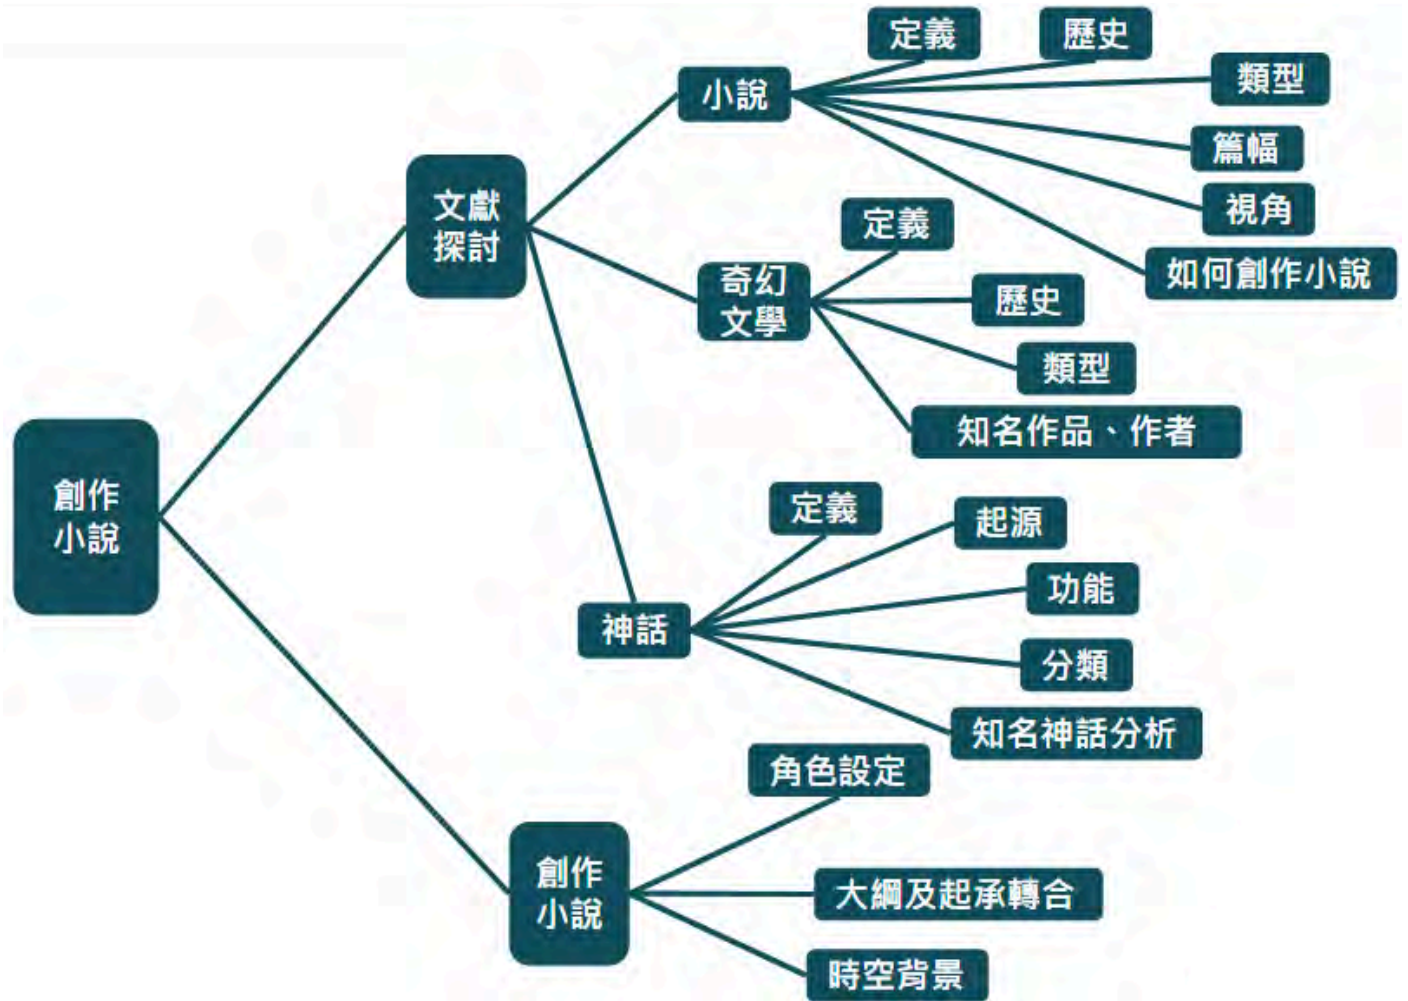 創作
小說
文獻
探討
小說
定義
歷史
類型
篇幅
視角
如何創作小說
奇幻
文學
定義
歷史
類型
知名作品、作者
神話
定義
起源
功能
分類
知名神話分析
創作
小說
角色設定
大綱及起承轉合
時空背景